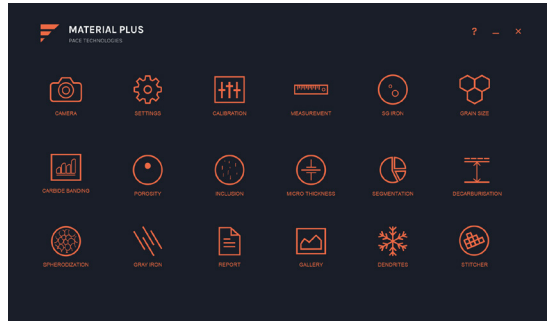 MATERIAL PLUS
PACE TECHNOLOGIES
? _ ×
CAMERA
SETTINGS
CALIBRATION
MEASUREMENT
SG IRON
GRAIN SIZE
CARBIDE BANDING
POROSITY
INCLUSION
MICRO THICKNESS
SEGMENTATION
DECARBURISATION
SPHERODIZATION
GRAY IRON
REPORT
GALLERY
DENDRITES
STITCHER